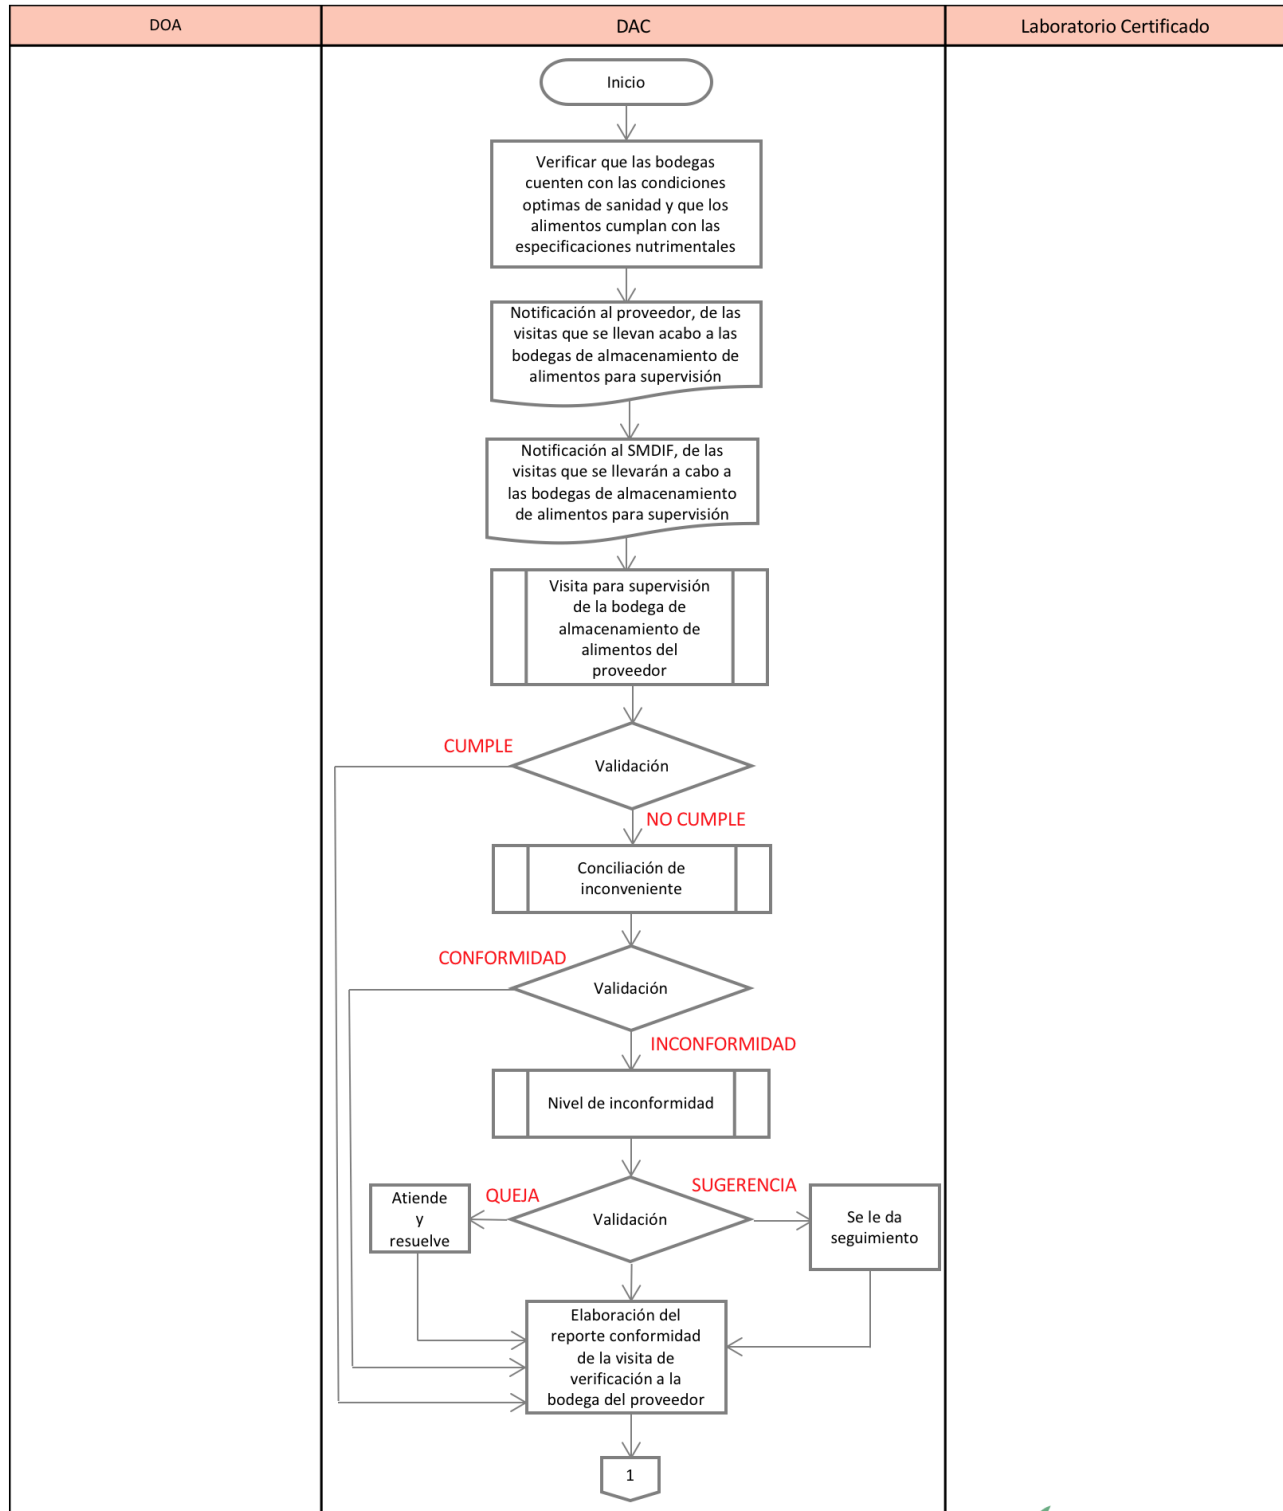 DOA
DAC
Laboratorio Certificado
Inicio
Verificar que las bodegas
cuenten con las condiciones
optimas de sanidad y que los
alimentos cumplan con las
especificaciones nutrimentales
Notificación al proveedor, de las
visitas que se llevan acabo a las
bodegas de almacenamiento de
alimentos para supervisión
Notificación al SMDIF, de las
visitas que se llevarán a cabo a
las bodegas de almacenamiento
de alimentos para supervisión
Visita para supervisión
de la bodega de
almacenamiento de
alimentos del
proveedor
CUMPLE
Validación
NO CUMPLE
Conciliación de
inconveniente
CONFORMIDAD
Validación
INCONFORMIDAD
Nivel de inconformidad
QUEJA
SUGERENCIA
Atiende
y
resuelve
Validación
Se le da
seguimiento
Elaboración del
reporte conformidad
de la visita de
verificación a la
bodega del proveedor
1